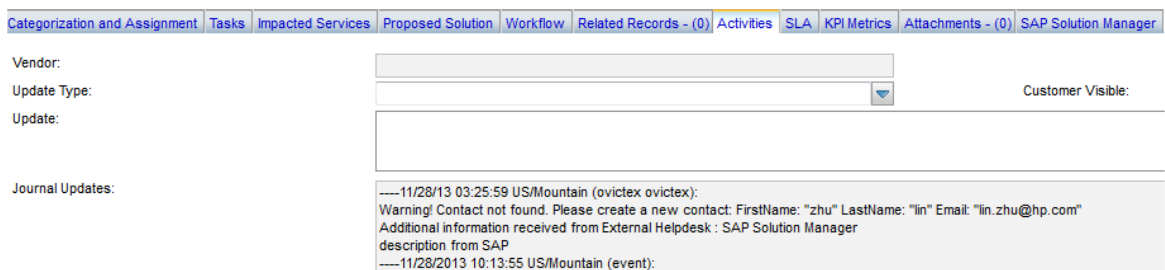 Categorization and Assignment Tasks Impacted Services Proposed Solution Workflow Related Records - (0) Activities SLA KPI Metrics Attachments - (0) SAP Solution Manager
Vendor:
Update Type: Customer Visible:
Update:
Journal Updates: ----11/28/13 03:25:59 US/Mountain (ovictex ovictex):
Warning! Contact not found. Please create a new contact: FirstName: "zhu" LastName: "lin" Email: "lin.zhu@hp.com"
Additional information received from External Helpdesk : SAP Solution Manager
description from SAP
----11/28/2013 10:13:55 US/Mountain (event):